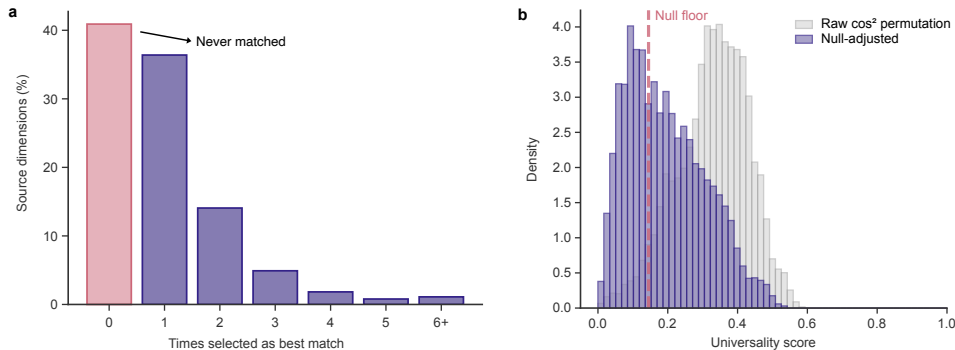 a
Source dimensions (%)
40
30
20
10
0
Never matched
0 1 2 3 4 5 6+
Times selected as best match
b
Density
4.0
3.5
3.0
2.5
2.0
1.5
1.0
0.5
0.0
Null floor
Raw cos² permutation
Null-adjusted
0.0 0.2 0.4 0.6 0.8 1.0
Universality score